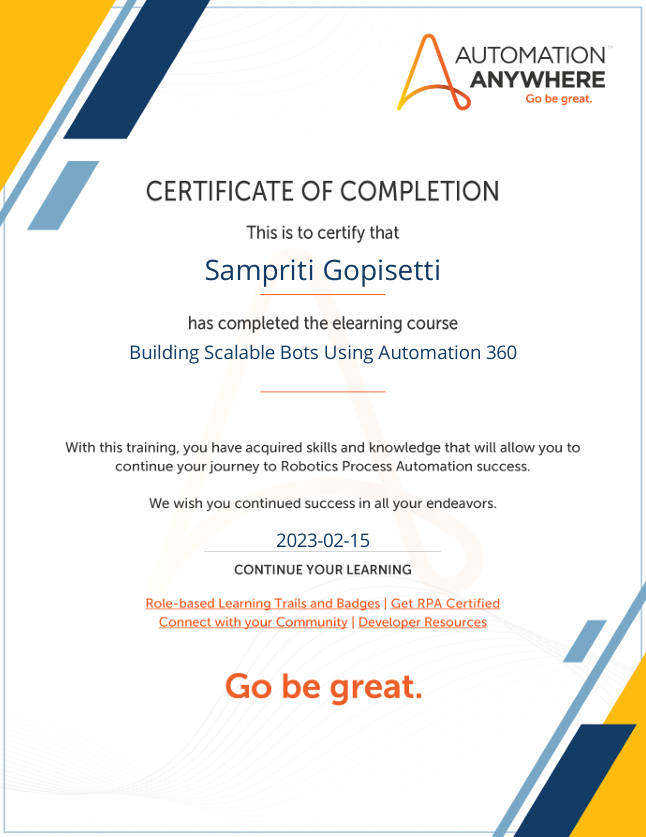 AUTOMATION™
ANYWHERE
Go be great.
CERTIFICATE OF COMPLETION
This is to certify that
Sampriti Gopisetti
has completed the elearning course
Building Scalable Bots Using Automation 360
With this training, you have acquired skills and knowledge that will allow you to
continue your journey to Robotics Process Automation success.
We wish you continued success in all your endeavors.
2023-02-15
CONTINUE YOUR LEARNING
Role-based Learning Trails and Badges | Get RPA Certified
Connect with your Community | Developer Resources
Go be great.